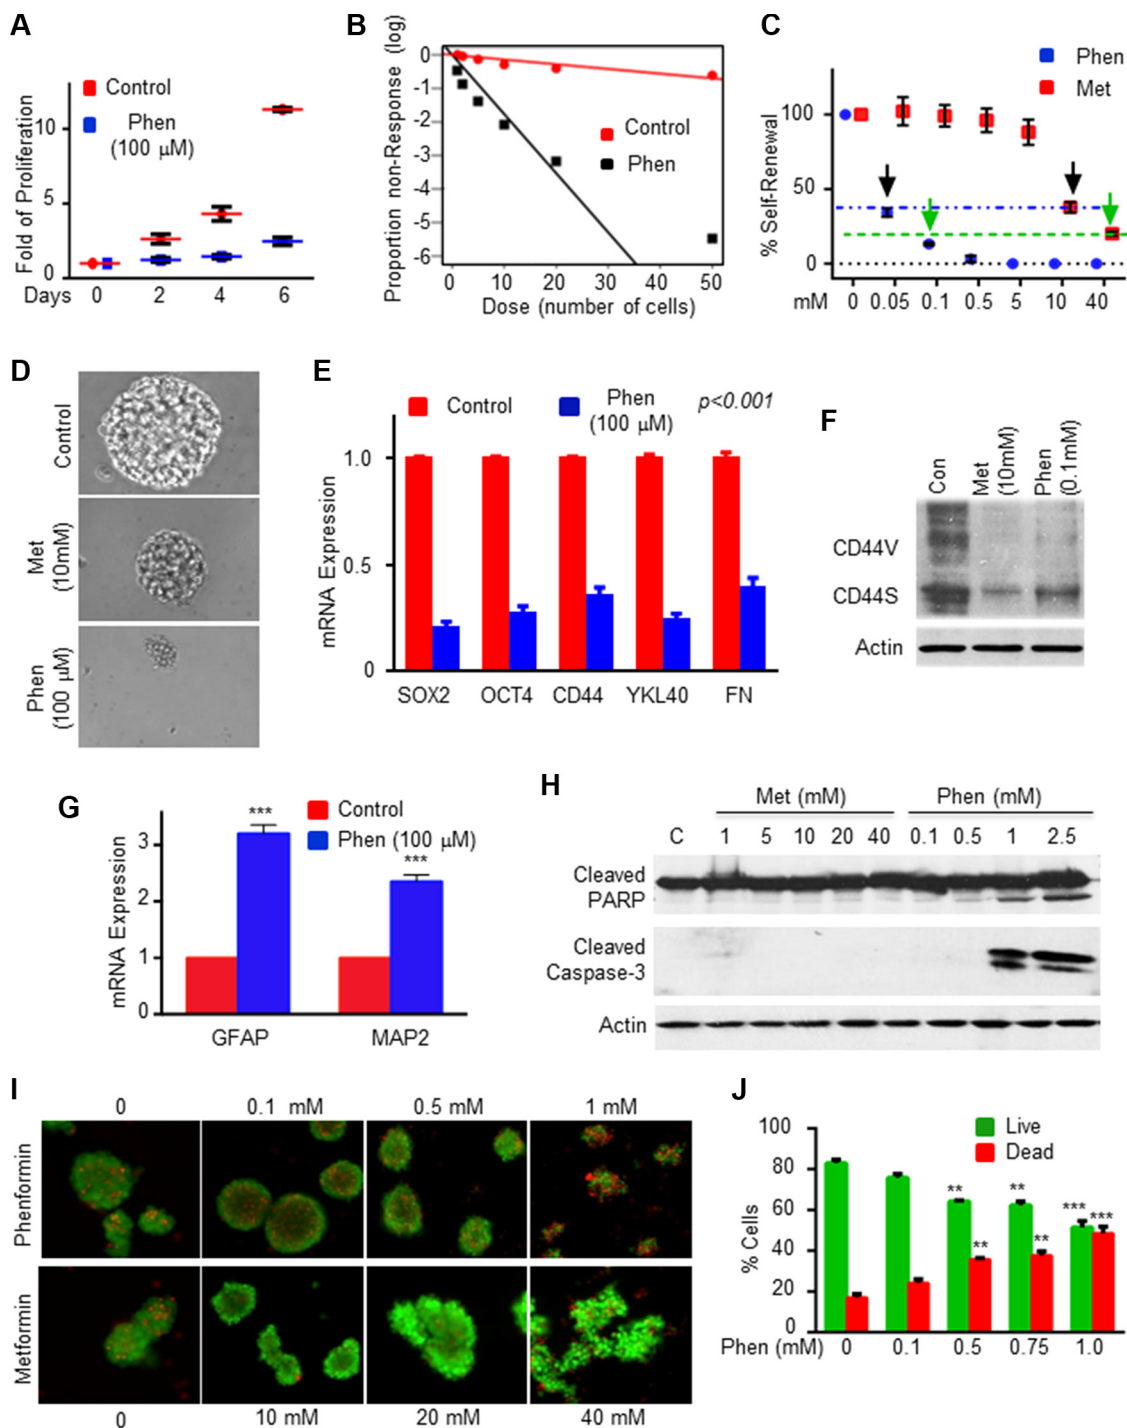 A
Control
Phen
(100 µM)
Fold of Proliferation
10
5
0
Days 0 2 4 6
B
Proportion non-Response (log)
0
-1
-2
-3
-4
-5
-6
Control
Phen
0 10 20 30 40 50
Dose (number of cells)
C
Phen
Met
% Self-Renewal
100
50
0
mM 0 0.05 0.1 0.5 5 10 40
D
Control
Met
(10mM)
Phen
(100 µM)
E
Control
Phen
(100 µM)
p<0.001
mRNA Expression
1.0
0.5
0
SOX2 OCT4 CD44 YKL40 FN
F
Con
Met
(10mM)
Phen
(0.1mM)
CD44V
CD44S
Actin
G
Control
Phen (100 µM)
mRNA Expression
3
2
1
0
***
***
GFAP MAP2
H
Met (mM) Phen (mM)
C 1 5 10 20 40 0.1 0.5 1 2.5
Cleaved
PARP
Cleaved
Caspase-3
Actin
I
0 0.1 mM 0.5 mM 1 mM
Phenformin
Metformin
0 10 mM 20 mM 40 mM
J
Live
Dead
% Cells
100
80
60
40
20
0
** ** *** ***
** **
Phen (mM) 0 0.1 0.5 0.75 1.0